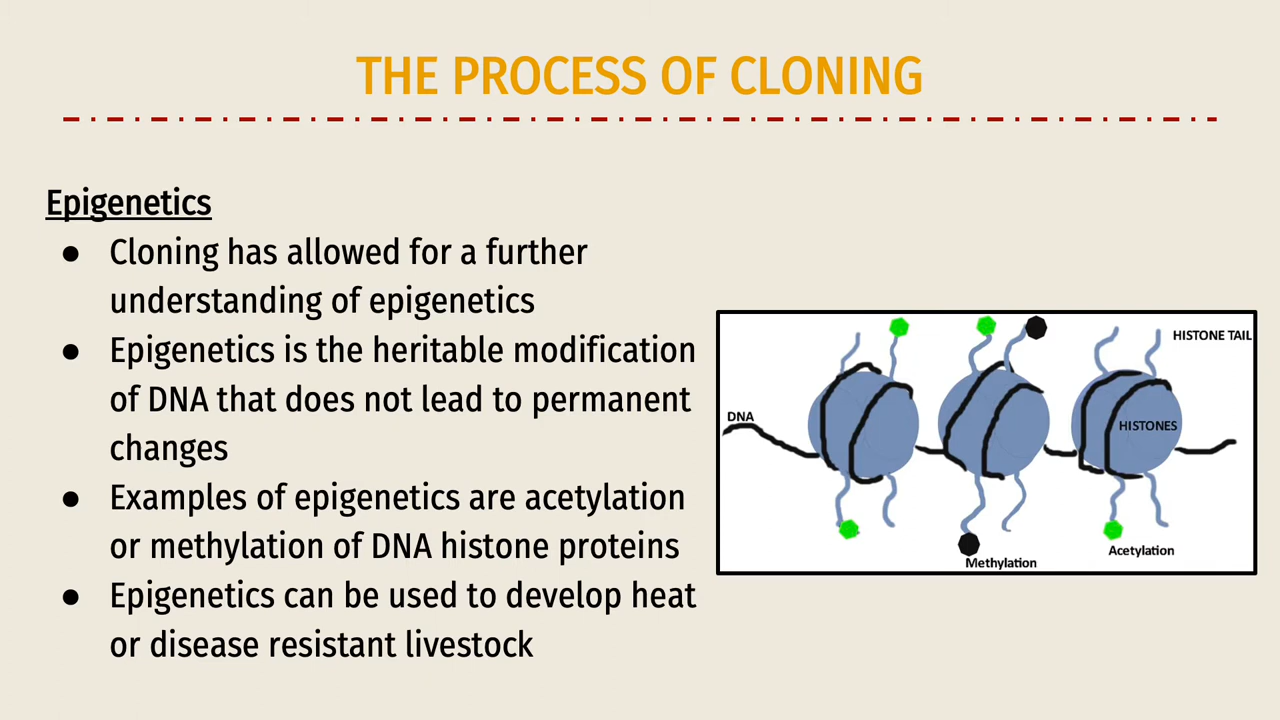 THE PROCESS OF CLONING
Epigenetics
● Cloning has allowed for a further
understanding of epigenetics
● Epigenetics is the heritable modification
of DNA that does not lead to permanent
changes
● Examples of epigenetics are acetylation
or methylation of DNA histone proteins
● Epigenetics can be used to develop heat
or disease resistant livestock
HISTONE TAIL
DNA
HISTONES
Acetylation
Methylation